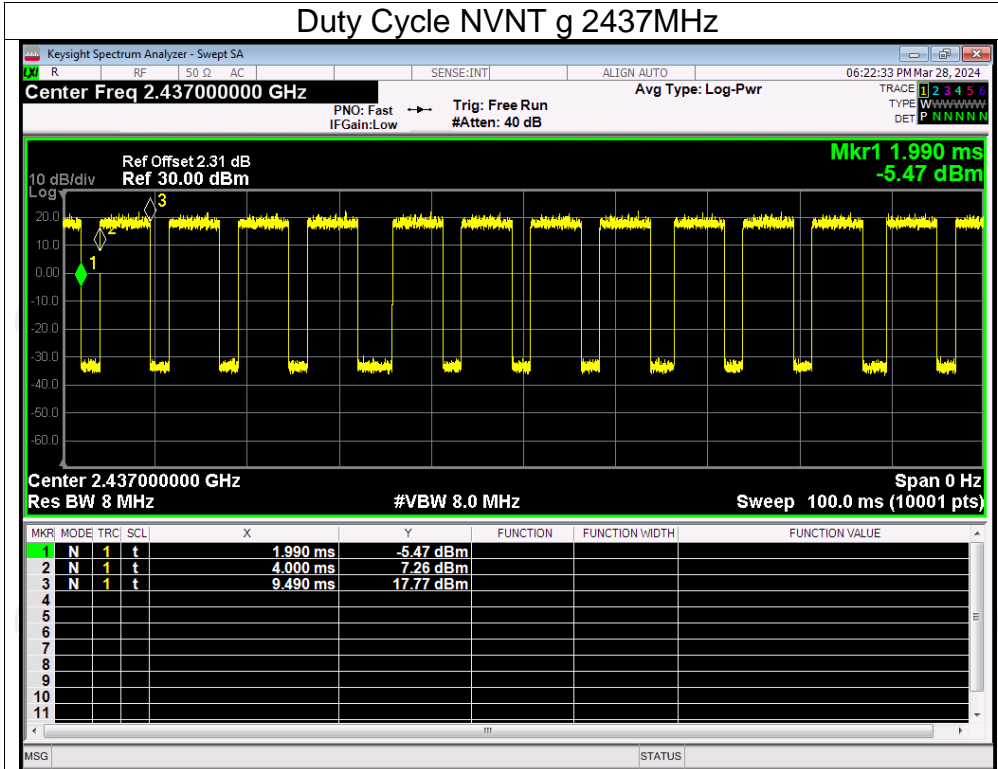 Duty Cycle NVNT g 2437MHz
Keysight Spectrum Analyzer - Swept SA
LXI R RF 50 Ω AC SENSE:INT ALIGN AUTO 06:22:33 PM Mar 28, 2024
Center Freq 2.437000000 GHz Avg Type: Log-Pwr TRACE 1 2 3 4 5 6
PNO: Fast Trig: Free Run TYPE WWWWWW
IFGain:Low #Atten: 40 dB DET P N N N N N
Mkr1 1.990 ms
Ref Offset 2.31 dB
10 dB/div Ref 30.00 dBm -5.47 dBm
Log
3
20.0
2
10.0
1
0.00
-10.0
-20.0
-30.0
-40.0
-50.0
-60.0
Center 2.437000000 GHz Span 0 Hz
Res BW 8 MHz #VBW 8.0 MHz Sweep 100.0 ms (10001 pts)
MKR MODE TRC SCL X Y FUNCTION FUNCTION WIDTH FUNCTION VALUE
1 N 1 t 1.990 ms -5.47 dBm
2 N 1 t 4.000 ms 7.26 dBm
3 N 1 t 9.490 ms 17.77 dBm
4
5
6
7
8
9
10
11
MSG STATUS